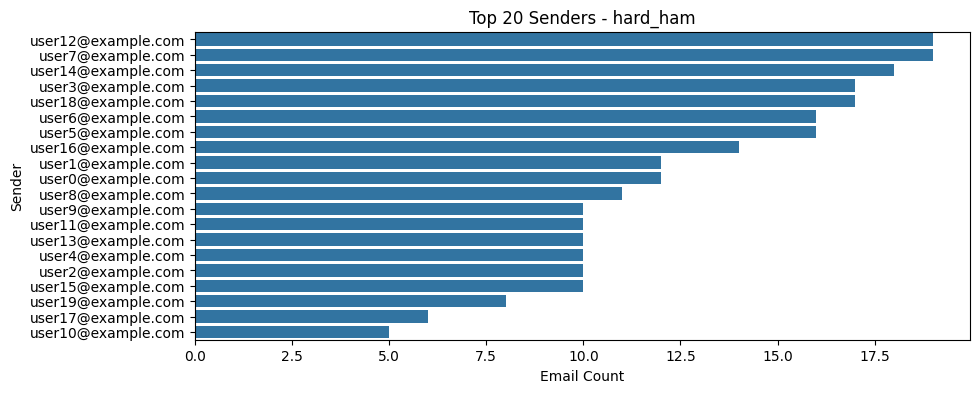 Top 20 Senders - hard_ham
Sender
user12@example.com
user7@example.com
user14@example.com
user3@example.com
user18@example.com
user6@example.com
user5@example.com
user16@example.com
user1@example.com
user0@example.com
user8@example.com
user9@example.com
user11@example.com
user13@example.com
user4@example.com
user2@example.com
user15@example.com
user19@example.com
user17@example.com
user10@example.com
0.0 2.5 5.0 7.5 10.0 12.5 15.0 17.5
Email Count